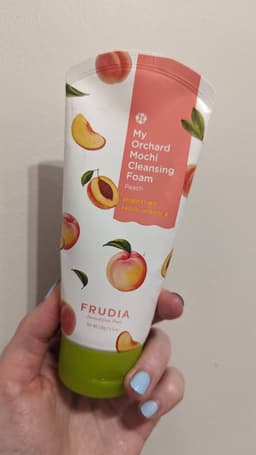 My
Orchard
Mochi
Cleansing
Foam
Peach
FRUDIA